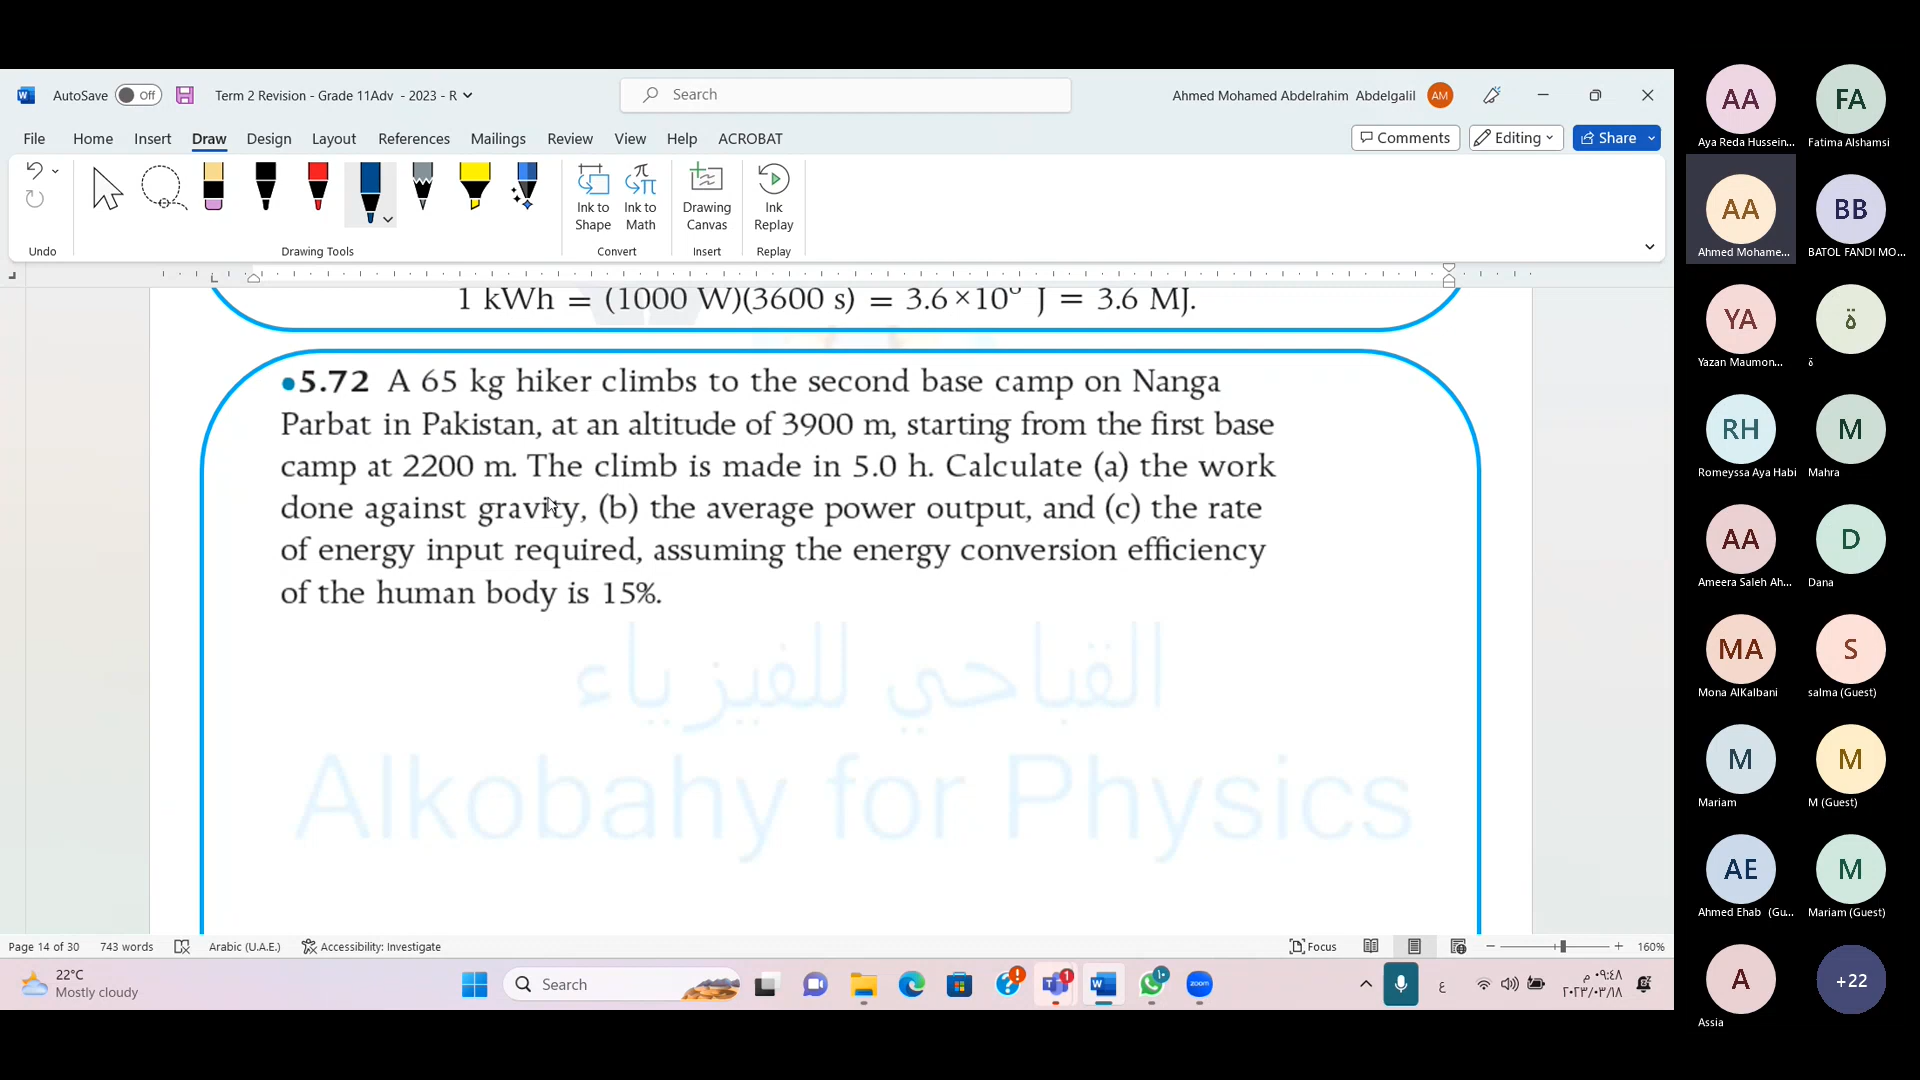 AutoSave Off Term 2 Revision - Grade 11Adv - 2023 - R Search Ahmed Mohamed Abdelrahim Abdelgalil AM
File Home Insert Draw Design Layout References Mailings Review View Help ACROBAT Comments Editing Share
Ink to Shape
Ink to Math
Drawing Canvas
Ink Replay
Undo Drawing Tools Convert Insert Replay
1 kWh = (1000 W)(3600 s) = 3.6 ×10⁶ J = 3.6 MJ.
•5.72 A 65 kg hiker climbs to the second base camp on Nanga
Parbat in Pakistan, at an altitude of 3900 m, starting from the first base
camp at 2200 m. The climb is made in 5.0 h. Calculate (a) the work
done against gravity, (b) the average power output, and (c) the rate
of energy input required, assuming the energy conversion efficiency
of the human body is 15%.
القباحي للفيزياء
Alkobahy for Physics
Page 14 of 30 743 words Arabic (U.A.E.) Accessibility: Investigate Focus 160%
22°C
Mostly cloudy
Search
zoom
ع
٠٩:٤٨ م
٢٠٢٣/٠٣/١٨
AA
Aya Reda Hussein...
FA
Fatima Alshamsi
AA
Ahmed Mohame...
BB
BATOL FANDI MO...
YA
Yazan Maumon...
ة
ة
RH
Romeyssa Aya Habi
M
Mahra
AA
Ameera Saleh Ah...
D
Dana
MA
Mona AlKalbani
S
salma (Guest)
M
Mariam
M
M (Guest)
AE
Ahmed Ehab (Gu...
M
Mariam (Guest)
A
Assia
+22